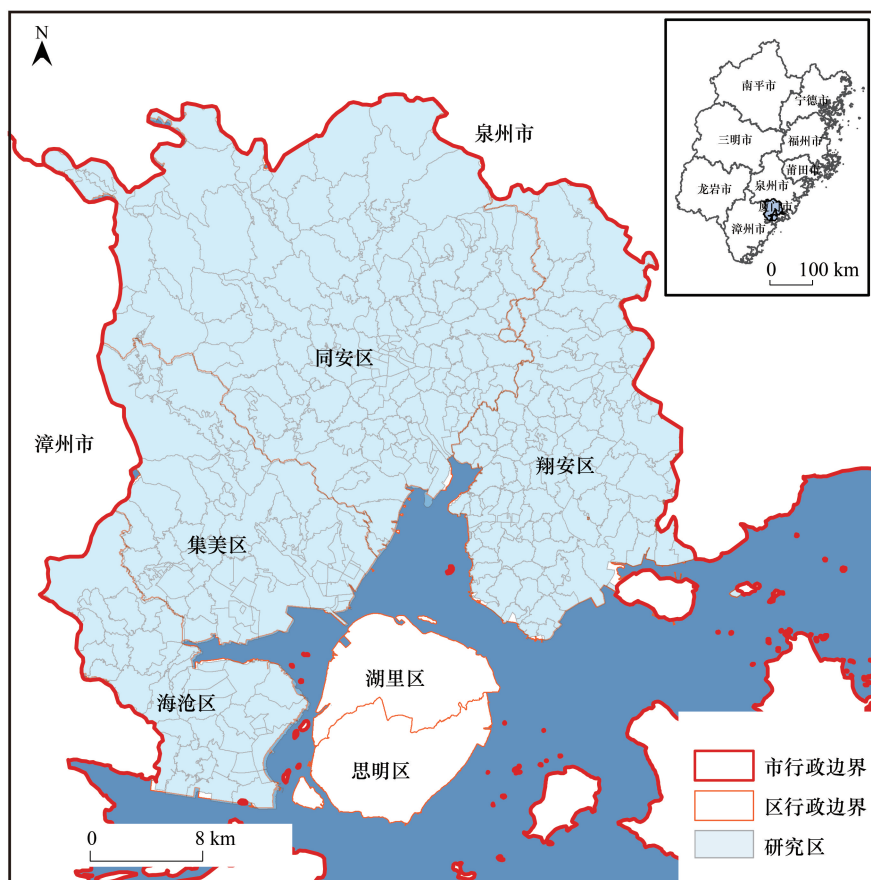 N
泉州市
南平市
宁德市
三明市
福州市
莆田市
龙岩市
泉州市
厦门市
漳州市
0 100 km
同安区
漳州市
翔安区
集美区
湖里区
海沧区
思明区
市行政边界
区行政边界
研究区
0 8 km